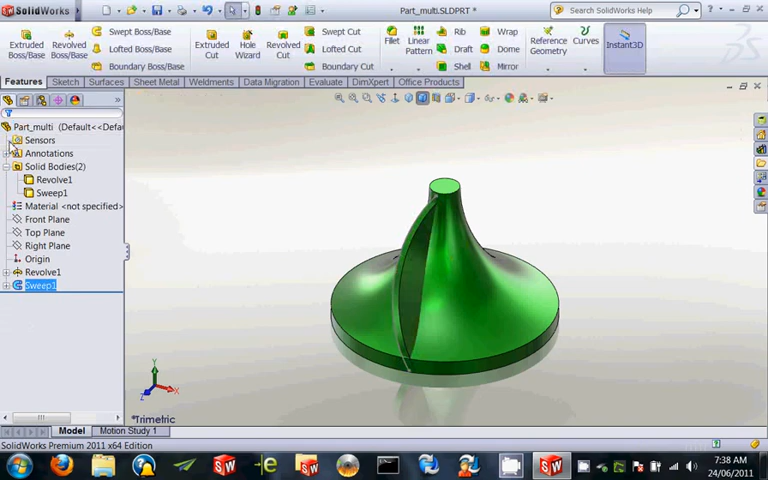 SolidWorks
Part_multi.SLDPRT *
Search SolidWorks Help
Extruded Boss/Base
Revolved Boss/Base
Swept Boss/Base
Lofted Boss/Base
Boundary Boss/Base
Extruded Cut
Hole Wizard
Revolved Cut
Swept Cut
Lofted Cut
Boundary Cut
Fillet
Linear Pattern
Rib
Draft
Shell
Wrap
Dome
Mirror
Reference Geometry
Curves
Instant3D
Features Sketch Surfaces Sheet Metal Weldments Data Migration Evaluate DimXpert Office Products
Part_multi (Default<<Defau
Sensors
Annotations
Solid Bodies(2)
Revolve1
Sweep1
Material <not specified>
Front Plane
Top Plane
Right Plane
Origin
Revolve1
Sweep1
Y
X
Z
*Trimetric
Model Motion Study 1
SolidWorks Premium 2011 x64 Edition
7:38 AM
24/06/2011